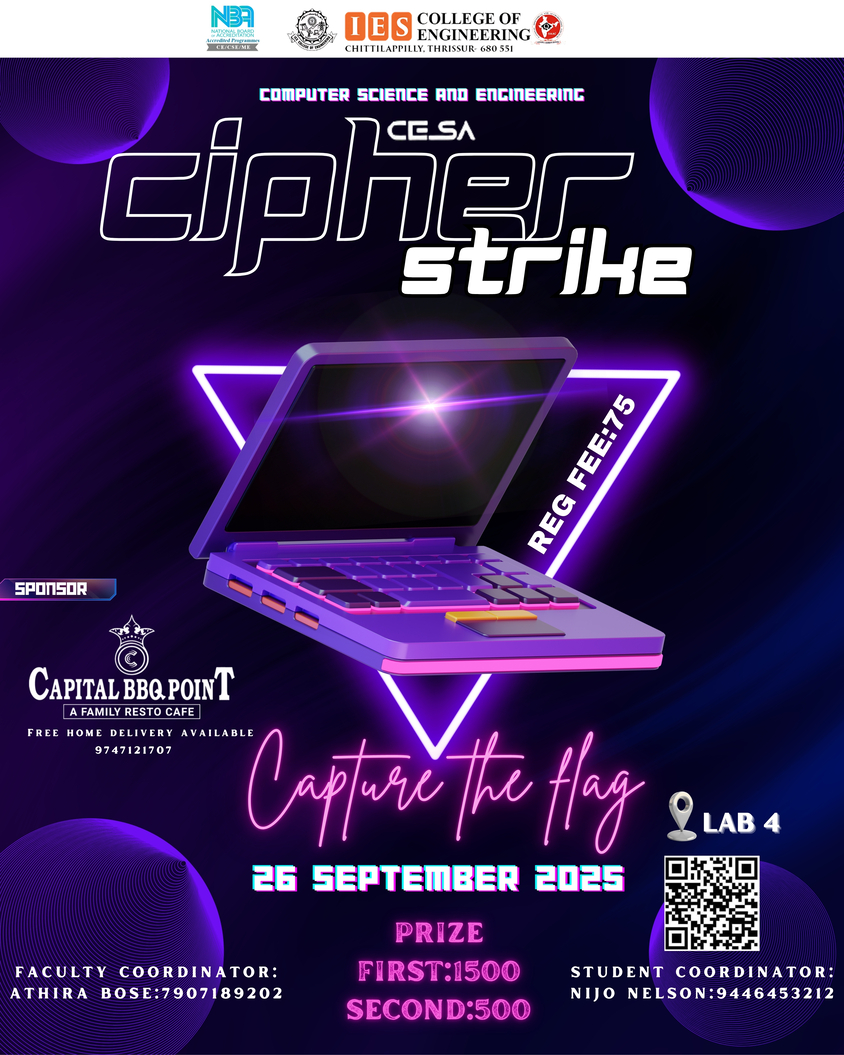 NBA
NATIONAL BOARD
of ACCREDITATION
Accredited Programmes
CE/CSE/ME
IES COLLEGE OF
ENGINEERING
CHITTILAPPILLY, THRISSUR- 680 551
COMPUTER SCIENCE AND ENGINEERING
CESA
cipher
strike
REG FEE:75
SPONSOR
CAPITAL BBQ POINT
A FAMILY RESTO CAFE
FREE HOME DELIVERY AVAILABLE
9747121707
Capture the flag
LAB 4
26 SEPTEMBER 2025
PRIZE
FIRST:1500
SECOND:500
FACULTY COORDINATOR:
ATHIRA BOSE:7907189202
STUDENT COORDINATOR:
NIJO NELSON:9446453212